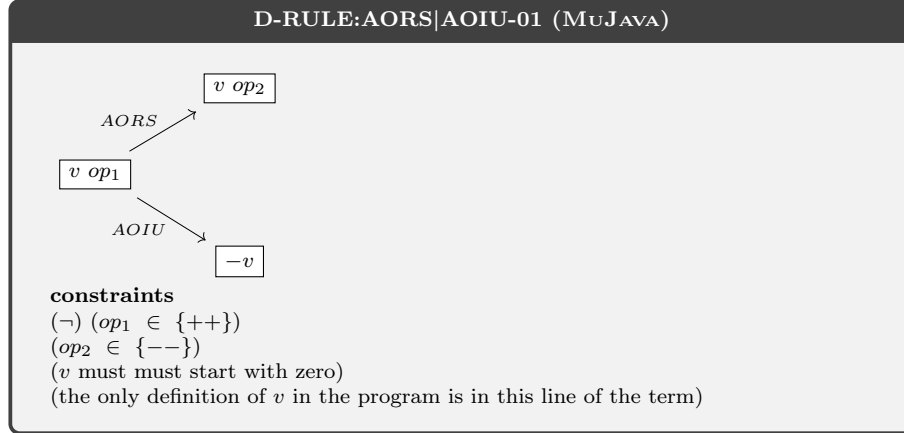 D-RULE:AORS|AOIU-01 (MuJava)
v op₂
AORS
v op₁
AOIU
−v
constraints
(¬) (op₁ ∈ {++})
(op₂ ∈ {−−})
(v must must start with zero)
(the only definition of v in the program is in this line of the term)